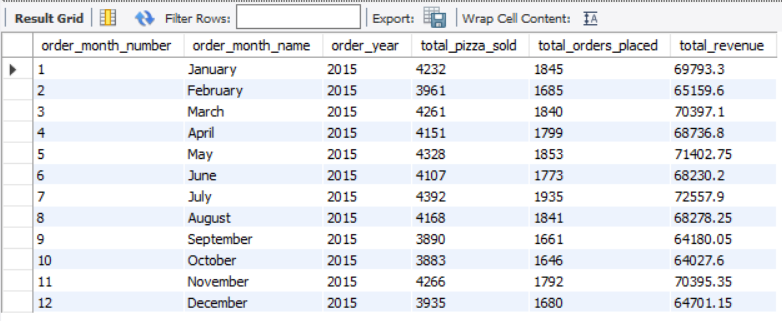 Result Grid Filter Rows: Export: Wrap Cell Content: IA
order_month_number order_month_name order_year total_pizza_sold total_orders_placed total_revenue
1 January 2015 4232 1845 69793.3
2 February 2015 3961 1685 65159.6
3 March 2015 4261 1840 70397.1
4 April 2015 4151 1799 68736.8
5 May 2015 4328 1853 71402.75
6 June 2015 4107 1773 68230.2
7 July 2015 4392 1935 72557.9
8 August 2015 4168 1841 68278.25
9 September 2015 3890 1661 64180.05
10 October 2015 3883 1646 64027.6
11 November 2015 4266 1792 70395.35
12 December 2015 3935 1680 64701.15